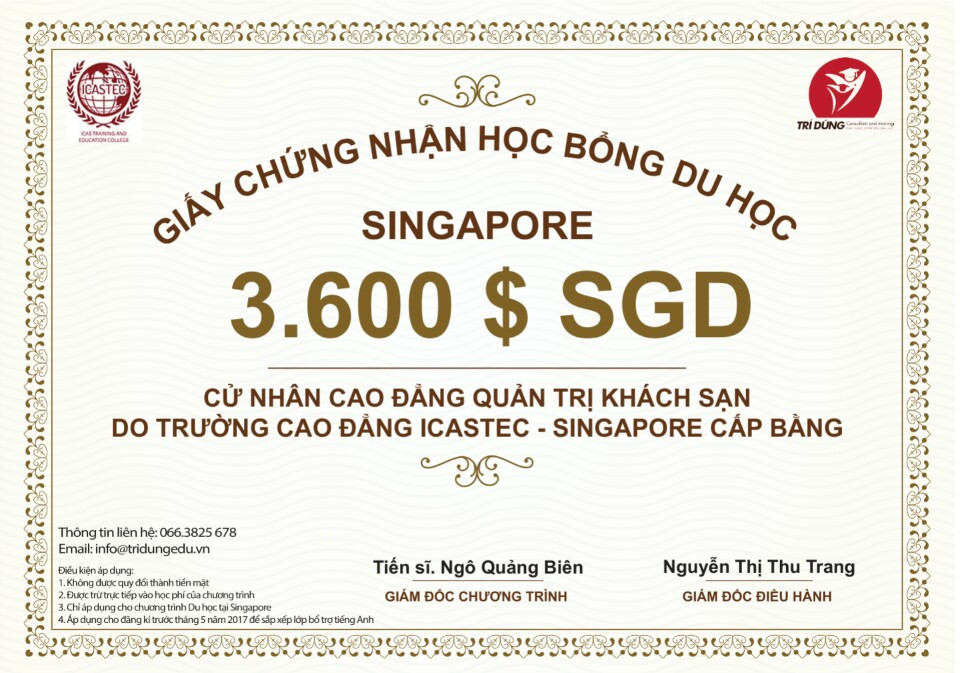 ICASTEC
ICAS TRAINING AND
EDUCATION COLLEGE
TRÍ DŨNG Consultant and training
GIẤY CHỨNG NHẬN HỌC BỔNG DU HỌC
SINGAPORE
3.600 $ SGD
CỬ NHÂN CAO ĐẲNG QUẢN TRỊ KHÁCH SẠN
DO TRƯỜNG CAO ĐẲNG ICASTEC - SINGAPORE CẤP BẰNG
Thông tin liên hệ: 066.3825 678
Email: info@tridungedu.vn
Điều kiện áp dụng:
1. Không được quy đổi thành tiền mặt
2. Được trừ trực tiếp vào học phí của chương trình
3. Chỉ áp dụng cho chương trình Du học tại Singapore
4. Áp dụng cho đăng kí trước tháng 5 năm 2017 để sắp xếp lớp bổ trợ tiếng Anh
Tiến sĩ. Ngô Quảng Biên
GIÁM ĐỐC CHƯƠNG TRÌNH
Nguyễn Thị Thu Trang
GIÁM ĐỐC ĐIỀU HÀNH